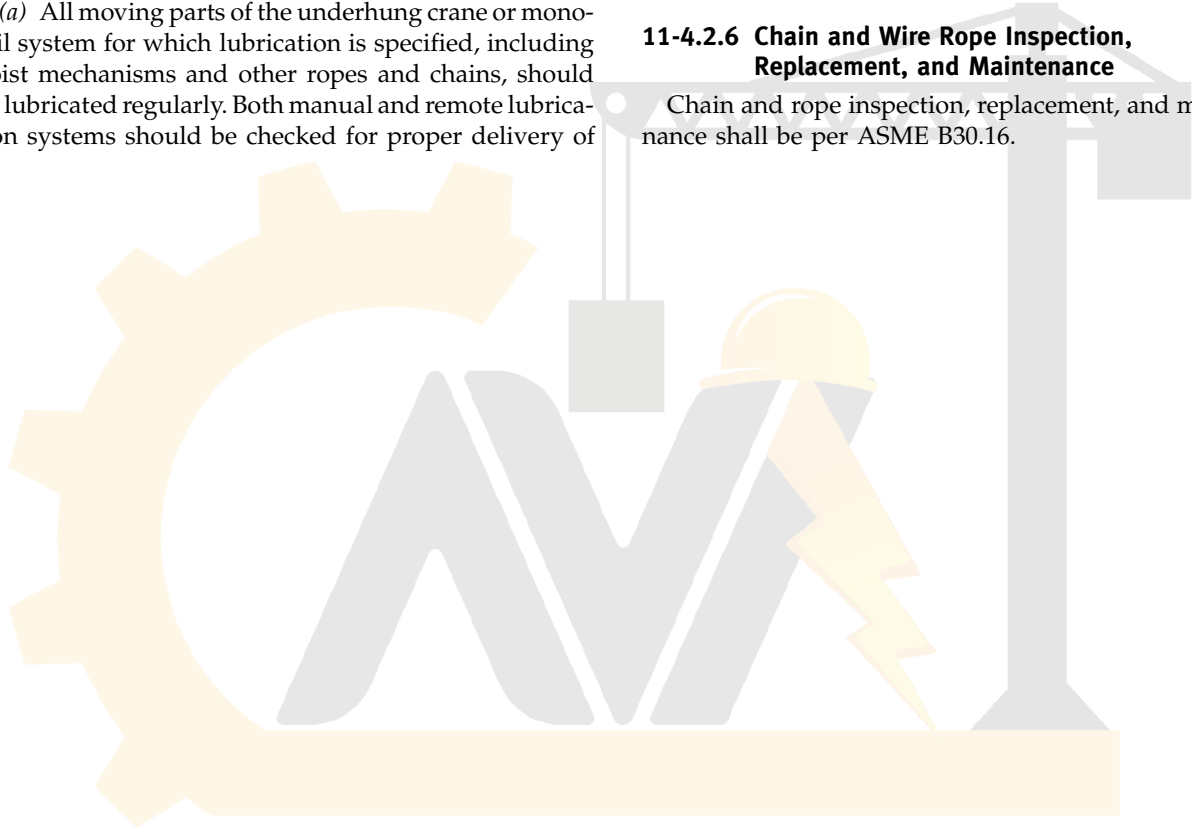 (a) All moving parts of the underhung crane or mono-
il system for which lubrication is specified, including
ist mechanisms and other ropes and chains, should
lubricated regularly. Both manual and remote lubrica-
on systems should be checked for proper delivery of
11-4.2.6 Chain and Wire Rope Inspection,
Replacement, and Maintenance
Chain and rope inspection, replacement, and m
nance shall be per ASME B30.16.